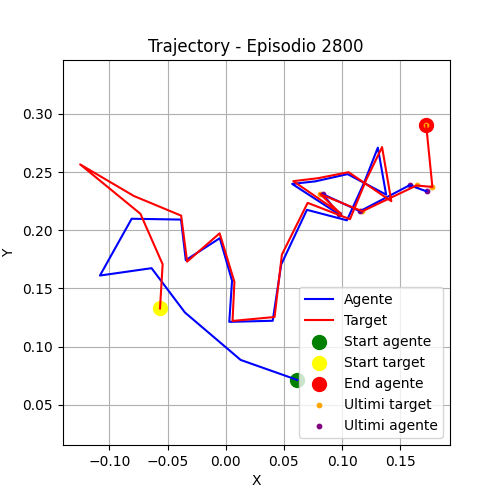 Trajectory - Episodio 2800
0.30
0.25
0.20
0.15
0.10
0.05
Y
−0.10
−0.05
0.00
0.05
0.10
0.15
X
Agente
Target
Start agente
Start target
End agente
Ultimi target
Ultimi agente